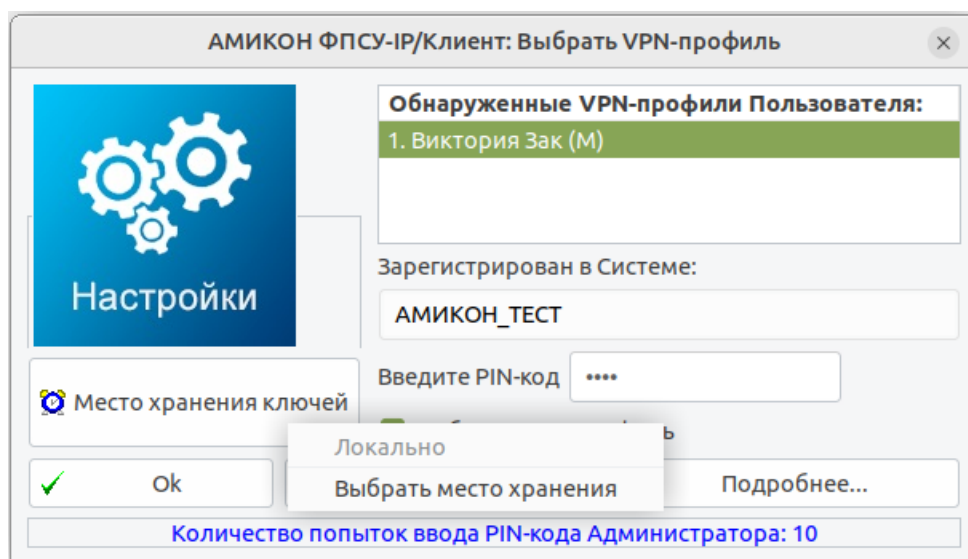 АМИКОН ФПСУ-IP/Клиент: Выбрать VPN-профиль
Обнаруженные VPN-профили Пользователя:
1. Виктория Зак (М)
Настройки
Зарегистрирован в Системе:
АМИКОН_ТЕСТ
Введите PIN-код ••••
Место хранения ключей
Локально
Выбрать место хранения
Ok
Подробнее...
Количество попыток ввода PIN-кода Администратора: 10